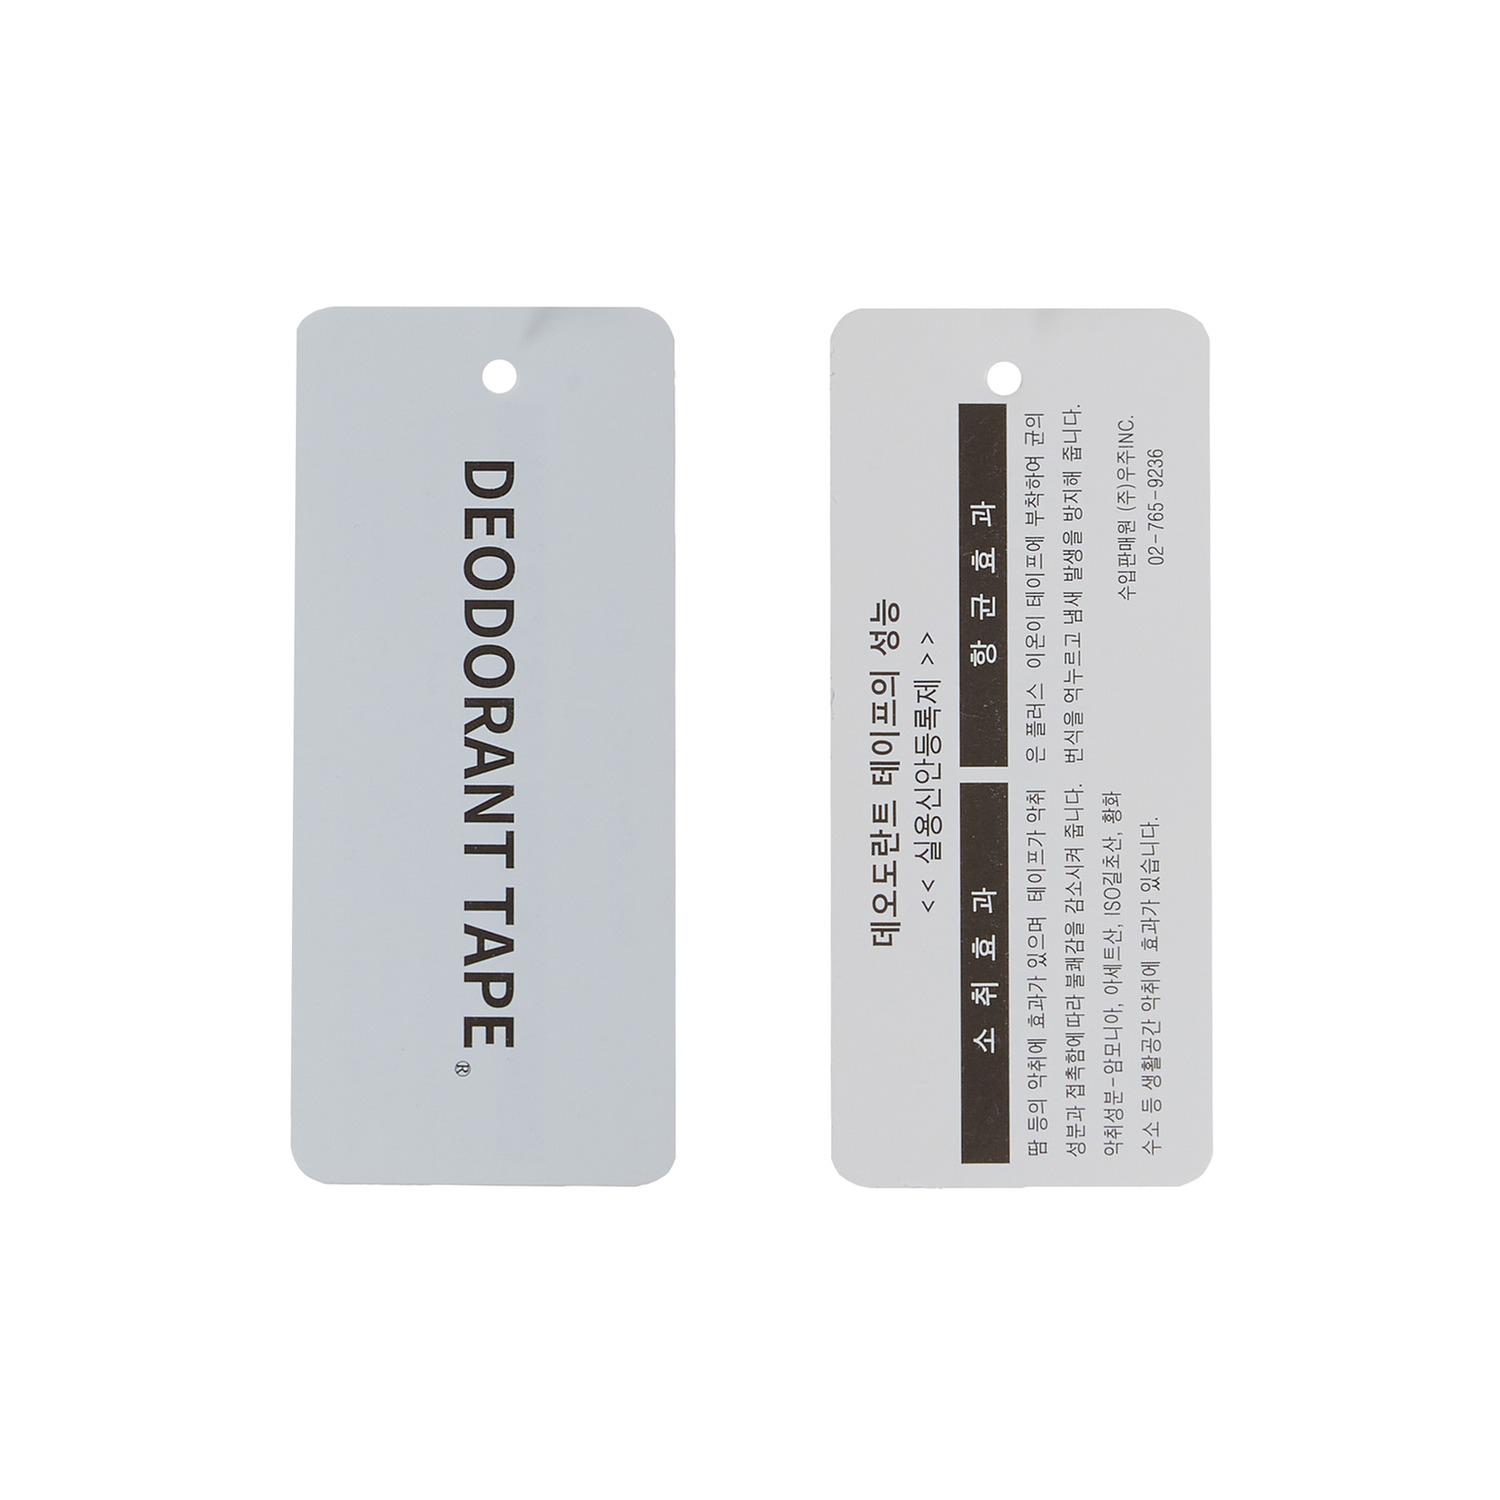 DEODORANT TAPE
®
데오도란트 테이프의 성능
<< 실용신안등록제 >>
소 취 효 과
땀 등의 악취에 효과가 있으며 테이프가 악취
성분과 접촉함에 따라 불쾌감을 감소시켜 줍니다.
악취성분-암모니아, 아세트산, ISO길초산, 황화
수소 등 생활공간 악취에 효과가 있습니다.
항 균 효 과
은 플러스 이온이 테이프에 부착하여 균의
번식을 억누르고 냄새 발생을 방지해 줍니다.
수입판매원 (주)우주INC.
02-765-9236